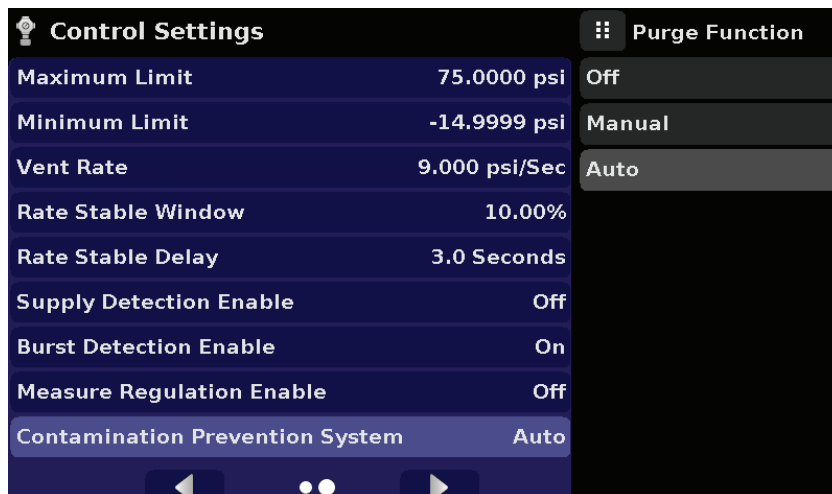 Control Settings
Maximum Limit 75.0000 psi
Minimum Limit -14.9999 psi
Vent Rate 9.000 psi/Sec
Rate Stable Window 10.00%
Rate Stable Delay 3.0 Seconds
Supply Detection Enable Off
Burst Detection Enable On
Measure Regulation Enable Off
Contamination Prevention System Auto
Purge Function
Off
Manual
Auto